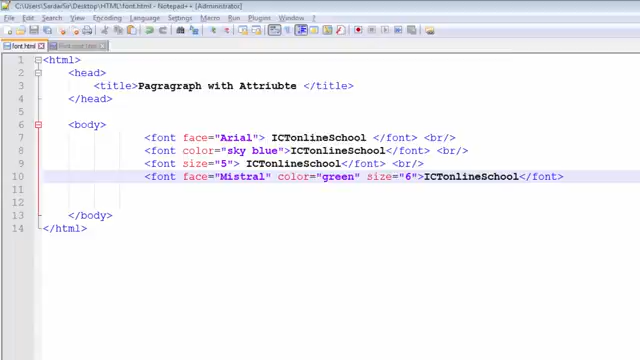 C:\Users\SardarSir\Desktop\HTML\font.html - Notepad++ [Administrator]
File Edit Search View Encoding Language Settings Macro Run Plugins Window ?
font.html
1 <html>
2 <head>
3 <title>Pagragraph with Attriubte </title>
4 </head>
5
6 <body>
7 <font face="Arial"> ICTonlineSchool </font> <br/>
8 <font color="sky blue">ICTonlineSchool</font> <br/>
9 <font size="5"> ICTonlineSchool</font> <br/>
10 <font face="Mistral" color="green" size="6">ICTonlineSchool</font>
11
12
13 </body>
14 </html>